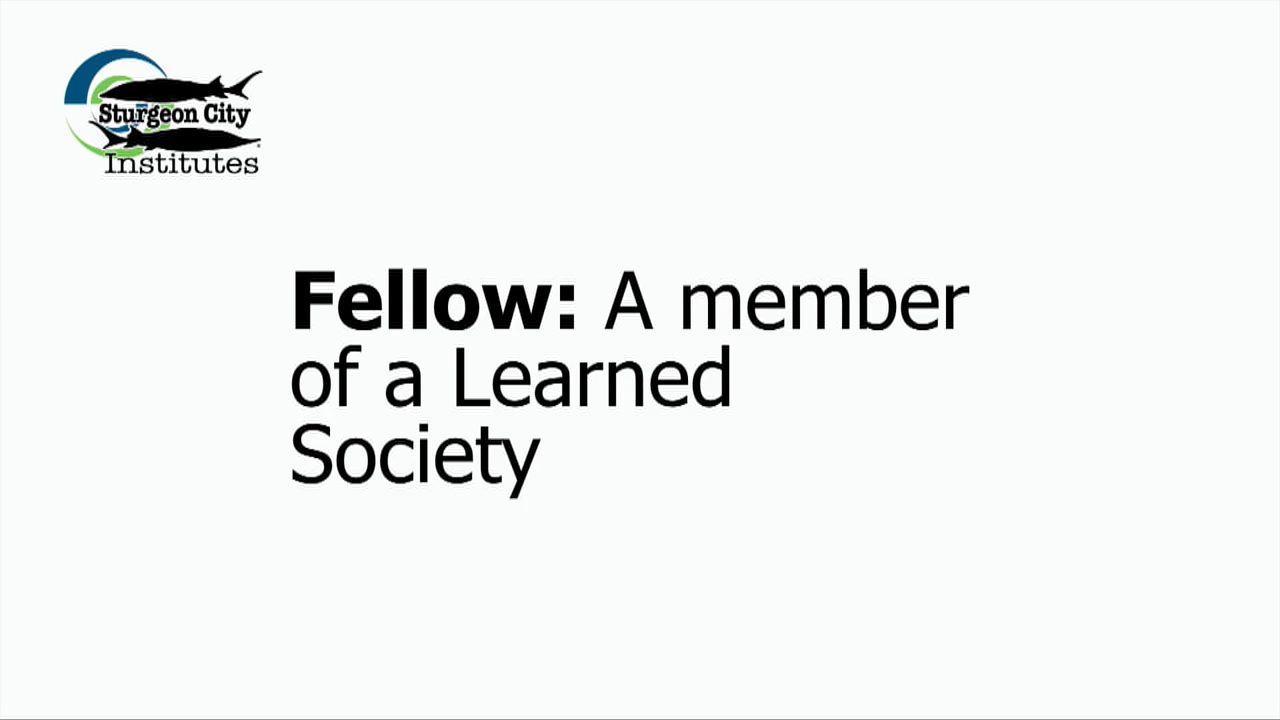 Sturgeon City
Institutes
Fellow: A member
of a Learned
Society